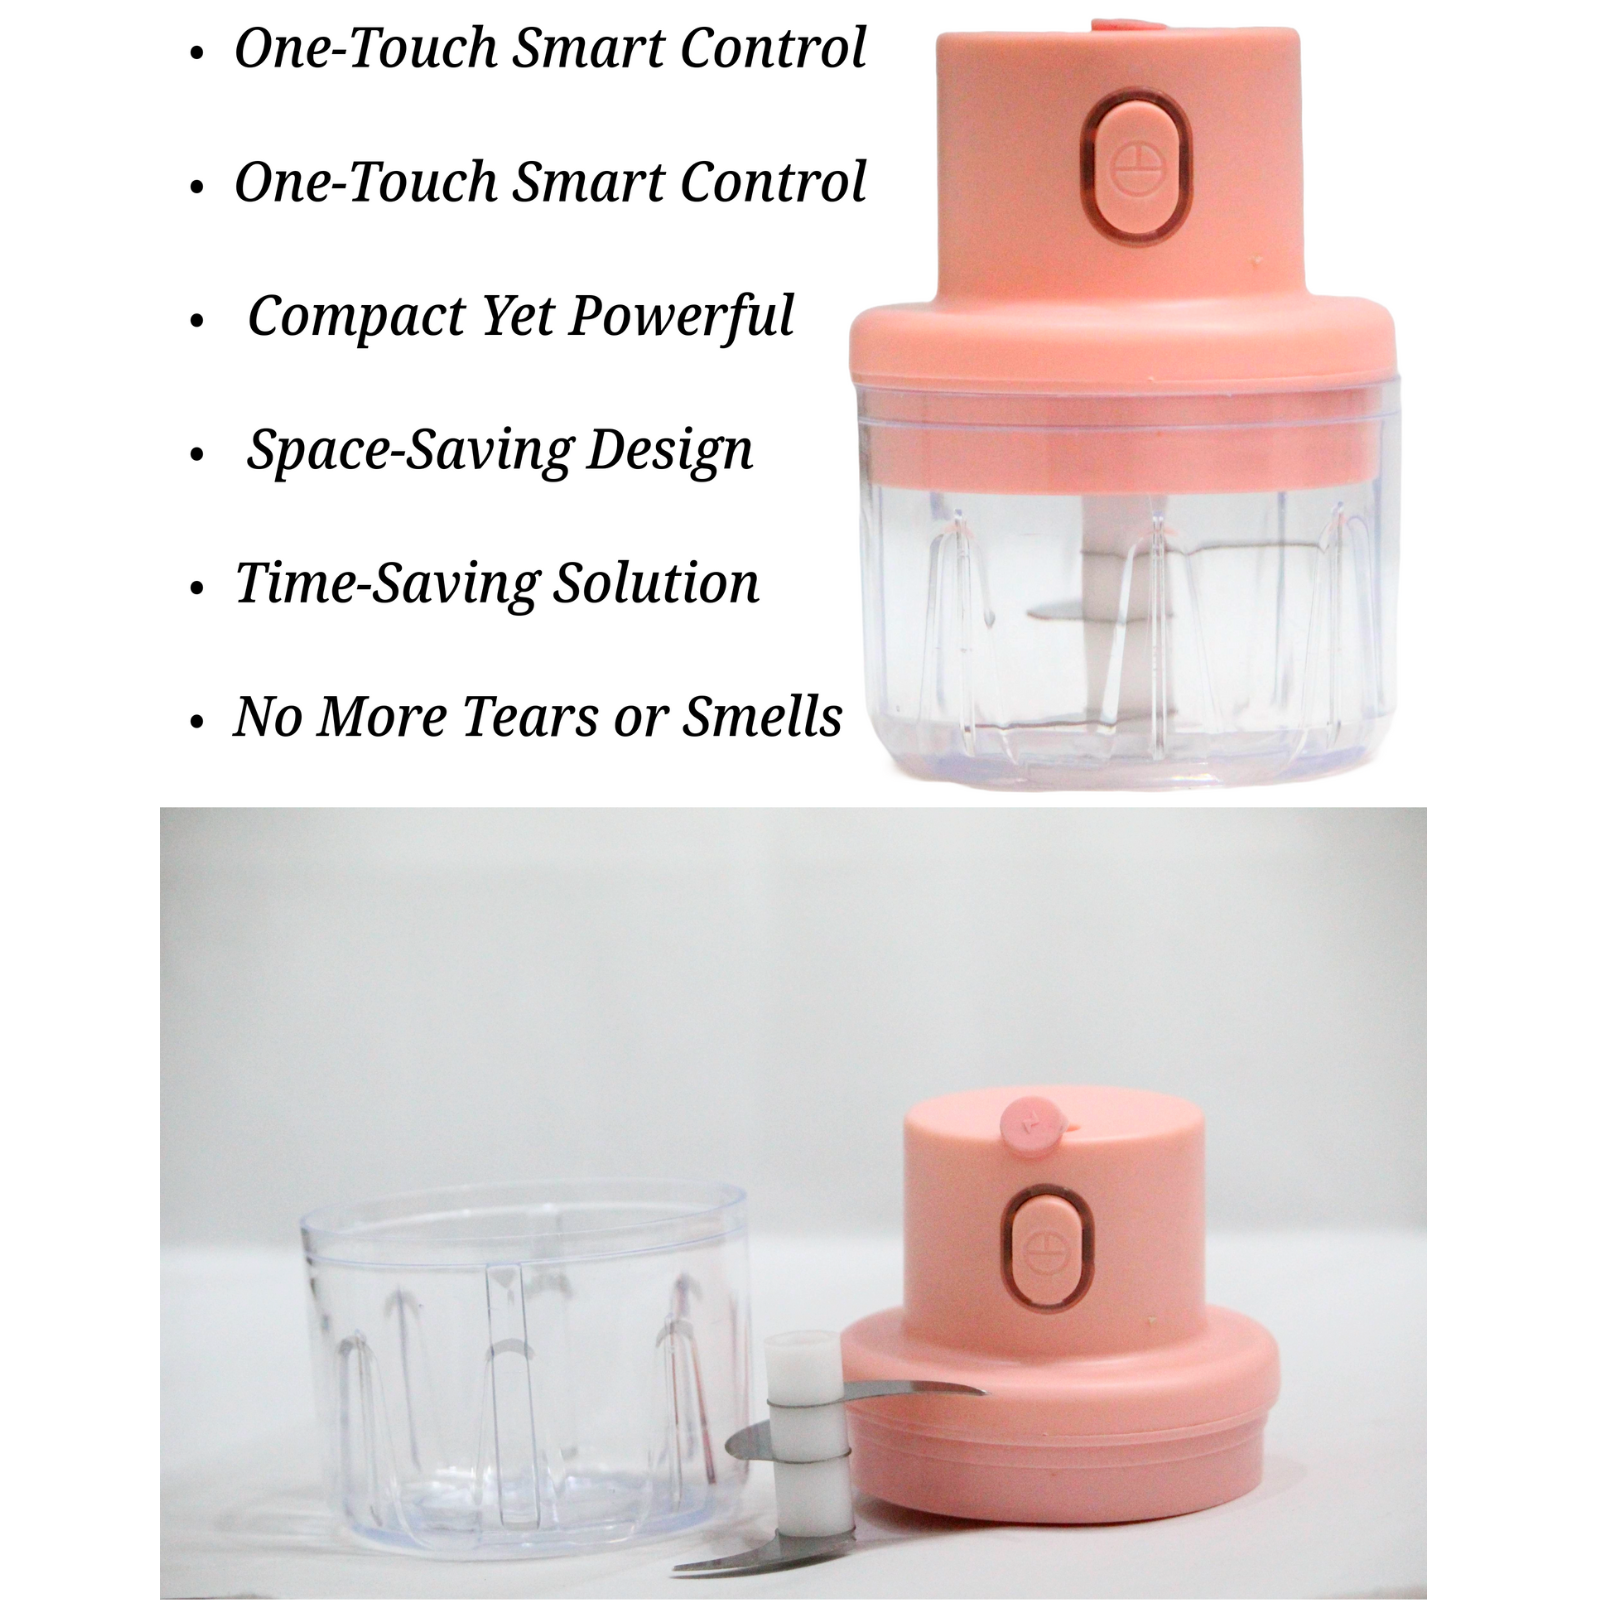 • One-Touch Smart Control
• One-Touch Smart Control
• Compact Yet Powerful
• Space-Saving Design
• Time-Saving Solution
• No More Tears or Smells